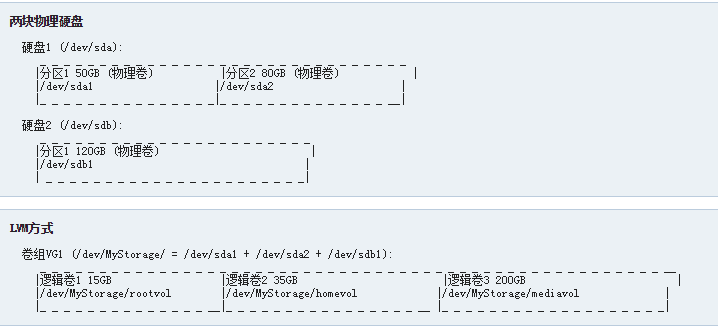 两块物理硬盘
硬盘1 (/dev/sda):
|分区1 50GB (物理卷) |分区2 80GB (物理卷) |
|/dev/sda1 |/dev/sda2 |
硬盘2 (/dev/sdb):
|分区1 120GB (物理卷) |
|/dev/sdb1 |
LVM方式
卷组VG1 (/dev/MyStorage/ = /dev/sda1 + /dev/sda2 + /dev/sdb1):
|逻辑卷1 15GB |逻辑卷2 35GB |逻辑卷3 200GB |
|/dev/MyStorage/rootvol |/dev/MyStorage/homevol |/dev/MyStorage/mediavol |